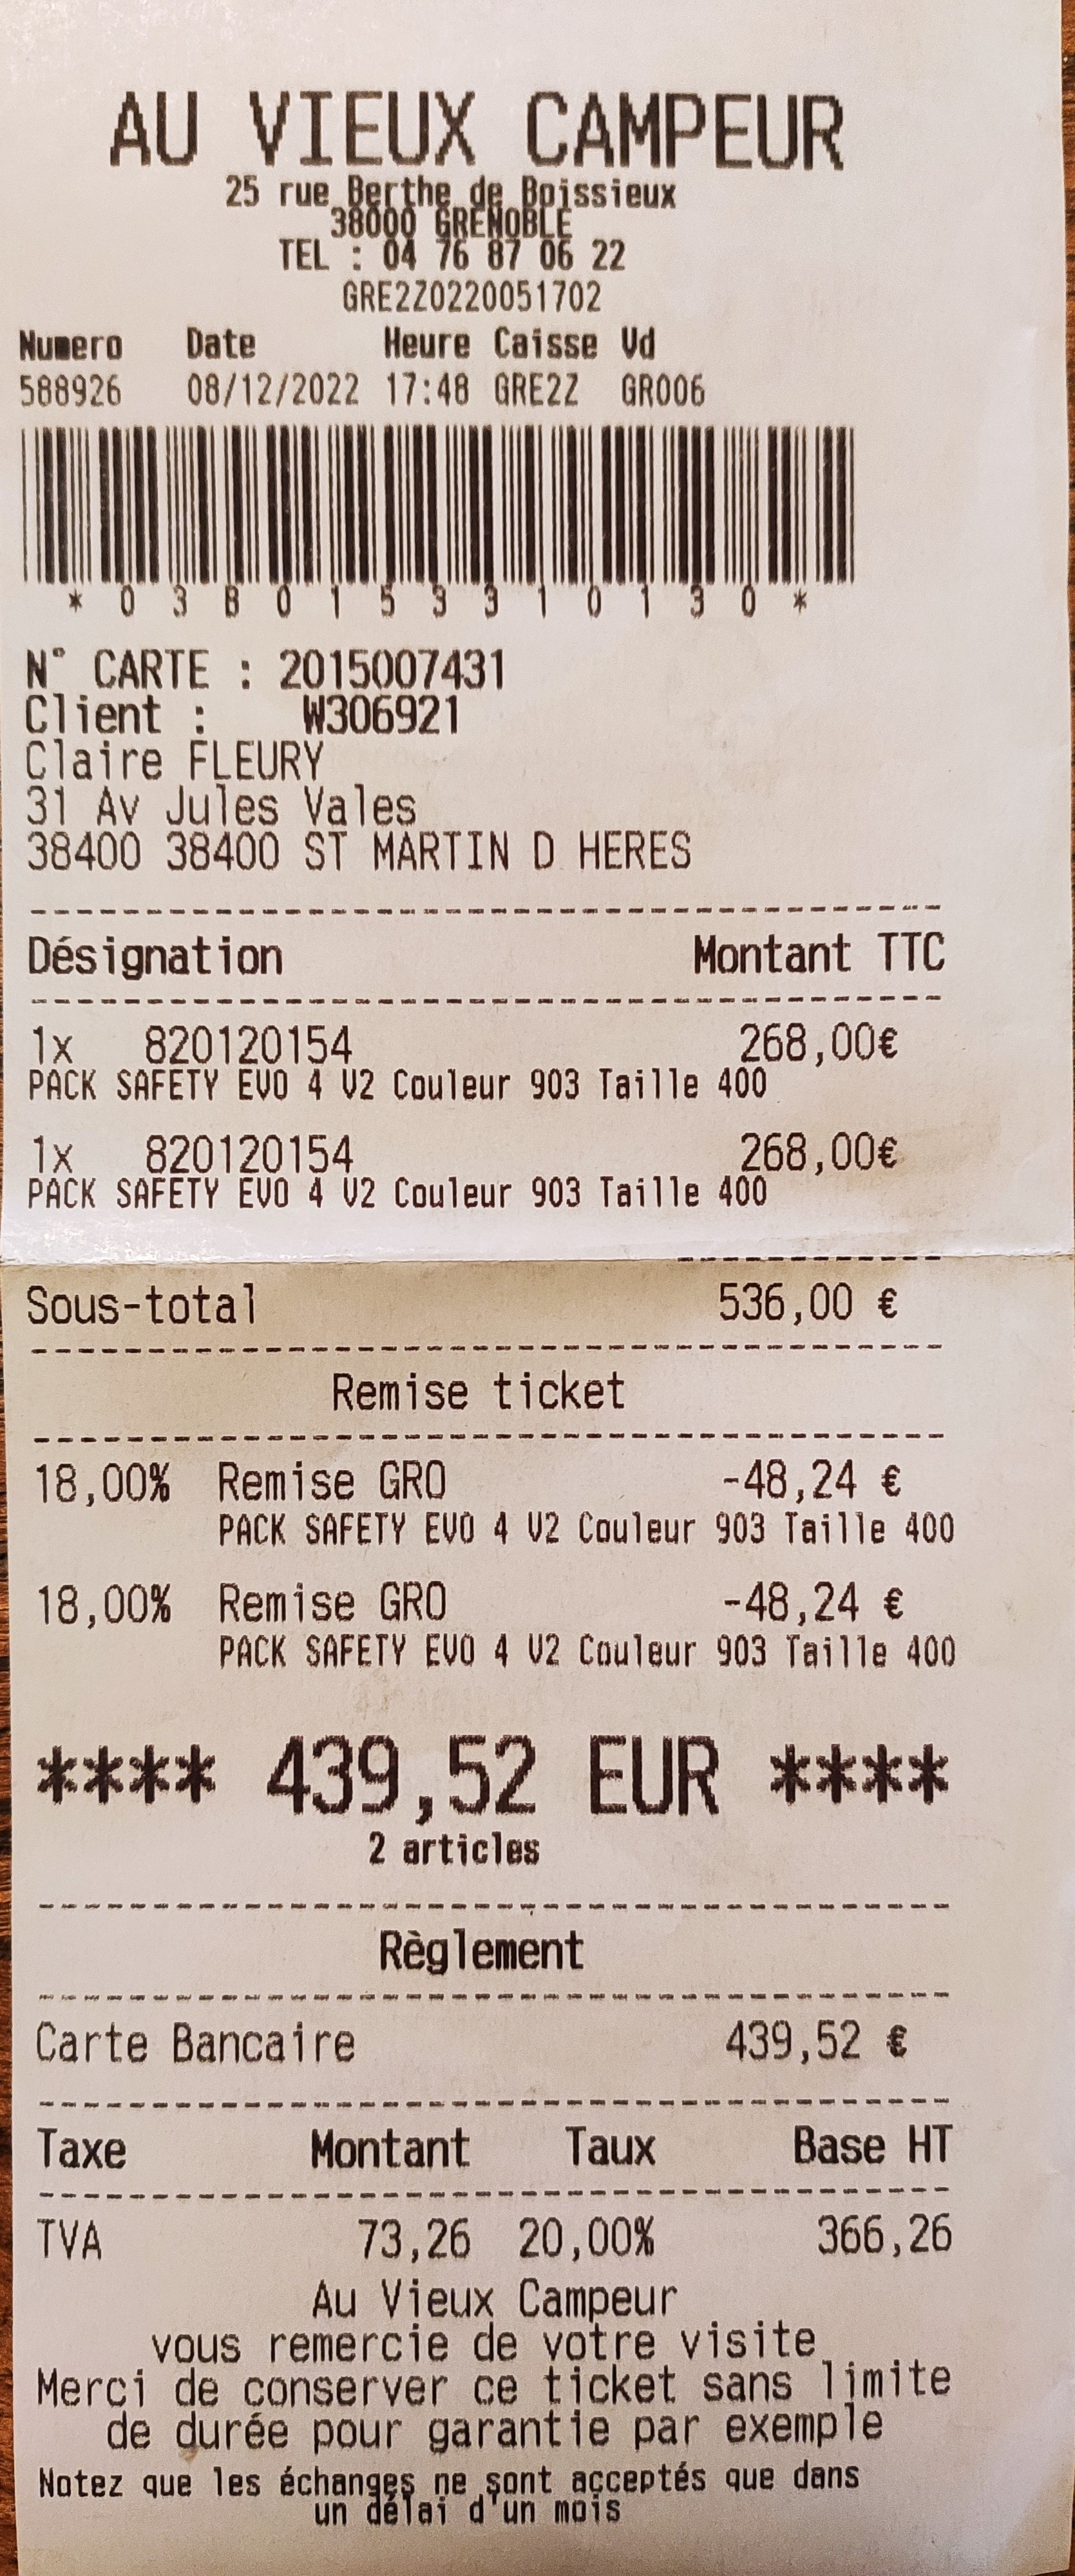 AU VIEUX CAMPEUR
25 rue Berthe de Boissieux
38000 GRENOBLE
TEL : 04 76 87 06 22
GRE2Z0220051702
Numero Date Heure Caisse Vd
588926 08/12/2022 17:48 GRE2Z GRO06
* 0 3 B 0 1 5 3 3 1 0 1 3 0 *
N° CARTE : 2015007431
Client : W306921
Claire FLEURY
31 Av Jules Vales
38400 38400 ST MARTIN D HERES
Désignation Montant TTC
1x 820120154 268,00€
PACK SAFETY EVO 4 V2 Couleur 903 Taille 400
1x 820120154 268,00€
PACK SAFETY EVO 4 V2 Couleur 903 Taille 400
Sous-total 536,00 €
Remise ticket
18,00% Remise GRO -48,24 €
PACK SAFETY EVO 4 V2 Couleur 903 Taille 400
18,00% Remise GRO -48,24 €
PACK SAFETY EVO 4 V2 Couleur 903 Taille 400
**** 439,52 EUR ****
2 articles
Règlement
Carte Bancaire 439,52 €
Taxe Montant Taux Base HT
TVA 73,26 20,00% 366,26
Au Vieux Campeur
vous remercie de votre visite
Merci de conserver ce ticket sans limite
de durée pour garantie par exemple
Notez que les échanges ne sont acceptés que dans
un délai d'un mois